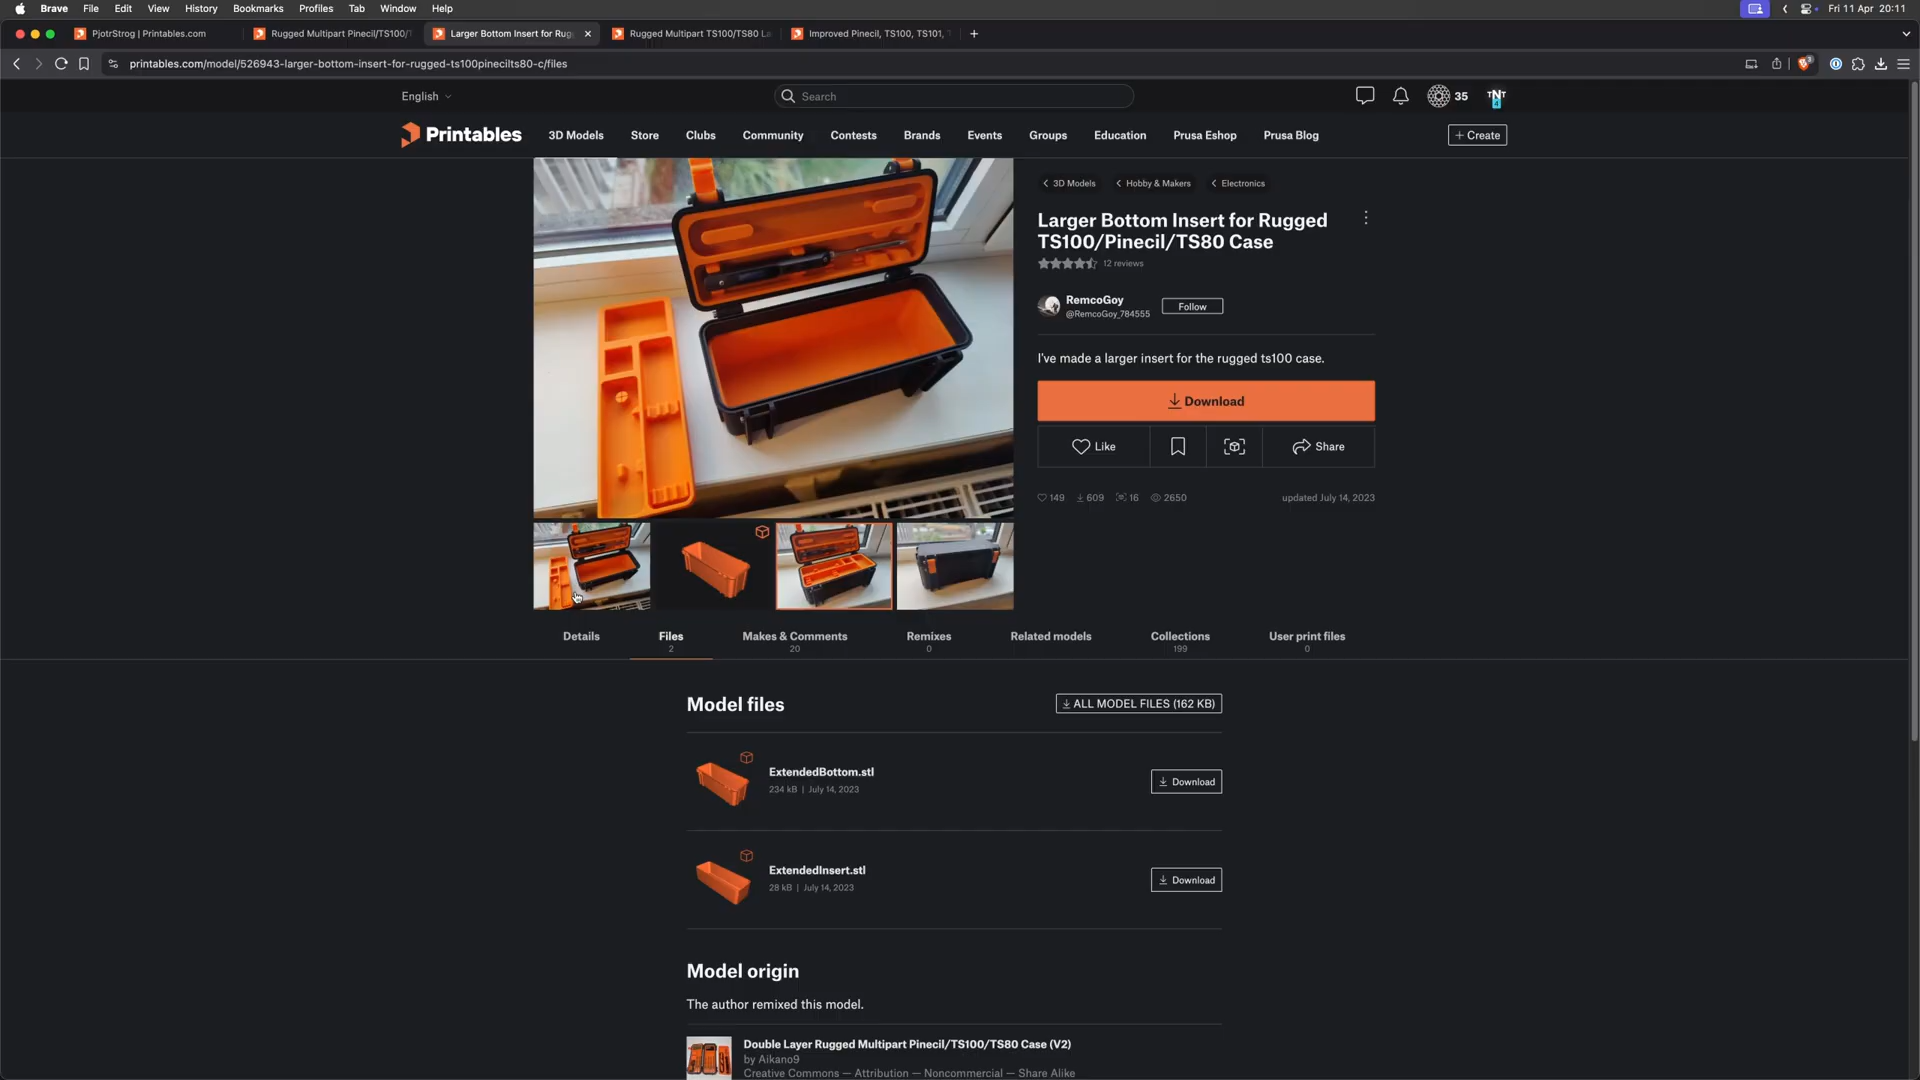 Brave File Edit View History Bookmarks Profiles Tab Window Help
Fri 11 Apr 20:11
PjotrStrog | Printables.com
Rugged Multipart Pinecil/TS100/T
Larger Bottom Insert for Rug
Rugged Multipart TS100/TS80 La
Improved Pinecil, TS100, TS101,
printables.com/model/526943-larger-bottom-insert-for-rugged-ts100pinecilts80-c/files
3
English
Search
35
Printables
3D Models Store Clubs Community Contests Brands Events Groups Education Prusa Eshop Prusa Blog
+ Create
3D Models Hobby & Makers Electronics
Larger Bottom Insert for Rugged
TS100/Pinecil/TS80 Case
12 reviews
RemcoGoy
@RemcoGoy_784555
Follow
I've made a larger insert for the rugged ts100 case.
Download
Like
Share
149 609 16 2650
updated July 14, 2023
Details
Files
2
Makes & Comments
20
Remixes
0
Related models
Collections
199
User print files
0
Model files
ALL MODEL FILES (162 KB)
ExtendedBottom.stl
234 kB | July 14, 2023
Download
ExtendedInsert.stl
28 kB | July 14, 2023
Download
Model origin
The author remixed this model.
Double Layer Rugged Multipart Pinecil/TS100/TS80 Case (V2)
by Aikano9
Creative Commons — Attribution — Noncommercial — Share Alike